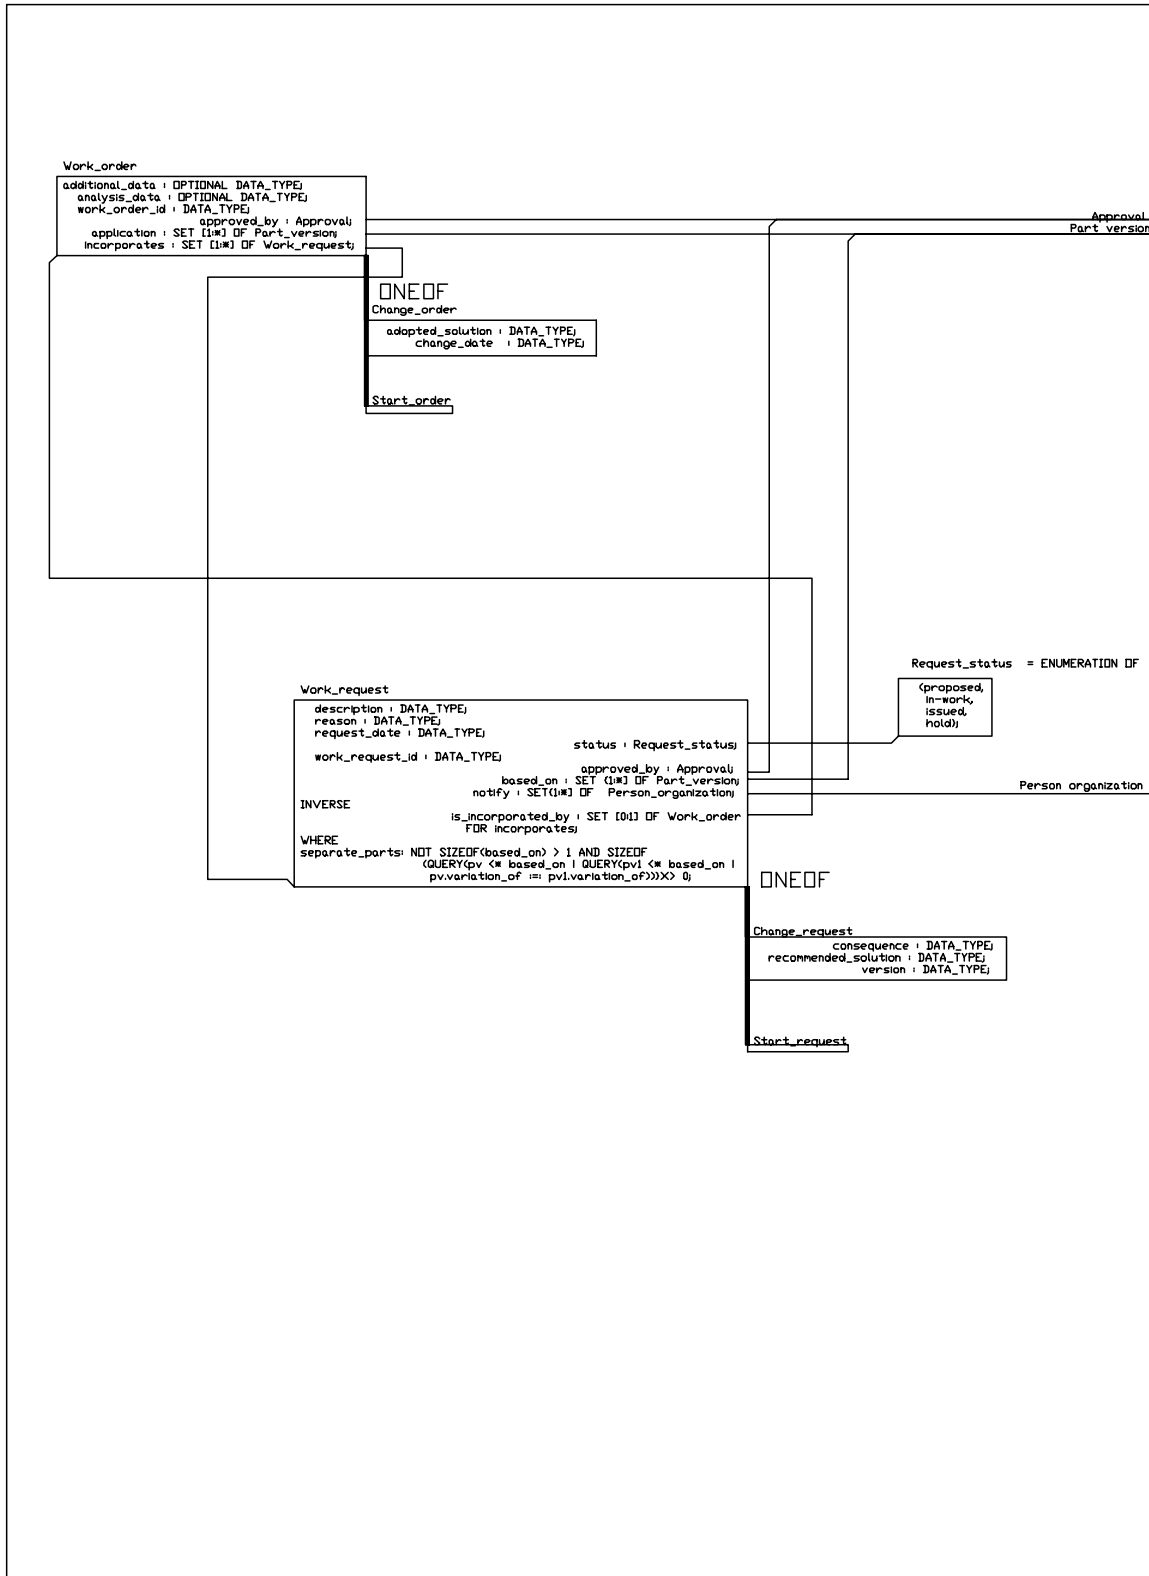 Work_order
additional_data : OPTIONAL DATA_TYPE;
analysis_data : OPTIONAL DATA_TYPE;
work_order_id : DATA_TYPE;
approved_by : Approval;
application : SET [1:*] OF Part_version;
incorporates : SET [1:*] OF Work_request;
Approval
Part version
ONEOF
Change_order
adopted_solution : DATA_TYPE;
change_date : DATA_TYPE;
Start_order
Request_status = ENUMERATION OF
(proposed,
in-work,
issued,
hold);
Work_request
description : DATA_TYPE;
reason : DATA_TYPE;
request_date : DATA_TYPE;
status : Request_status;
work_request_id : DATA_TYPE;
approved_by : Approval;
based_on : SET (1:*] OF Part_version;
notify : SET(1:*] OF Person_organization;
Person organization
INVERSE
is_incorporated_by : SET [0:1] OF Work_order
FOR incorporates;
WHERE
separate_parts: NOT SIZEOF(based_on) > 1 AND SIZEOF
(QUERY(pv <* based_on | QUERY(pv1 <* based_on |
pv.variation_of :=: pv1.variation_of)))X> 0;
ONEOF
Change_request
consequence : DATA_TYPE;
recommended_solution : DATA_TYPE;
version : DATA_TYPE;
Start_request